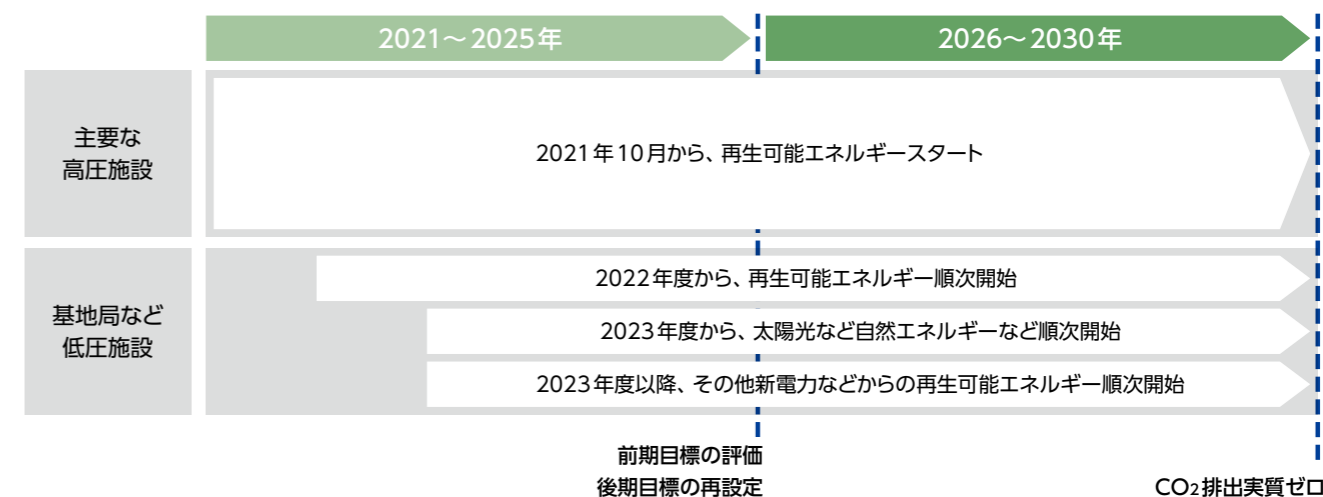 2021〜2025年
2026〜2030年
主要な
高圧施設
2021年10月から、再生可能エネルギースタート
基地局など
低圧施設
2022年度から、再生可能エネルギー順次開始
2023年度から、太陽光など自然エネルギーなど順次開始
2023年度以降、その他新電力などからの再生可能エネルギー順次開始
前期目標の評価
後期目標の再設定
CO2排出実質ゼロ